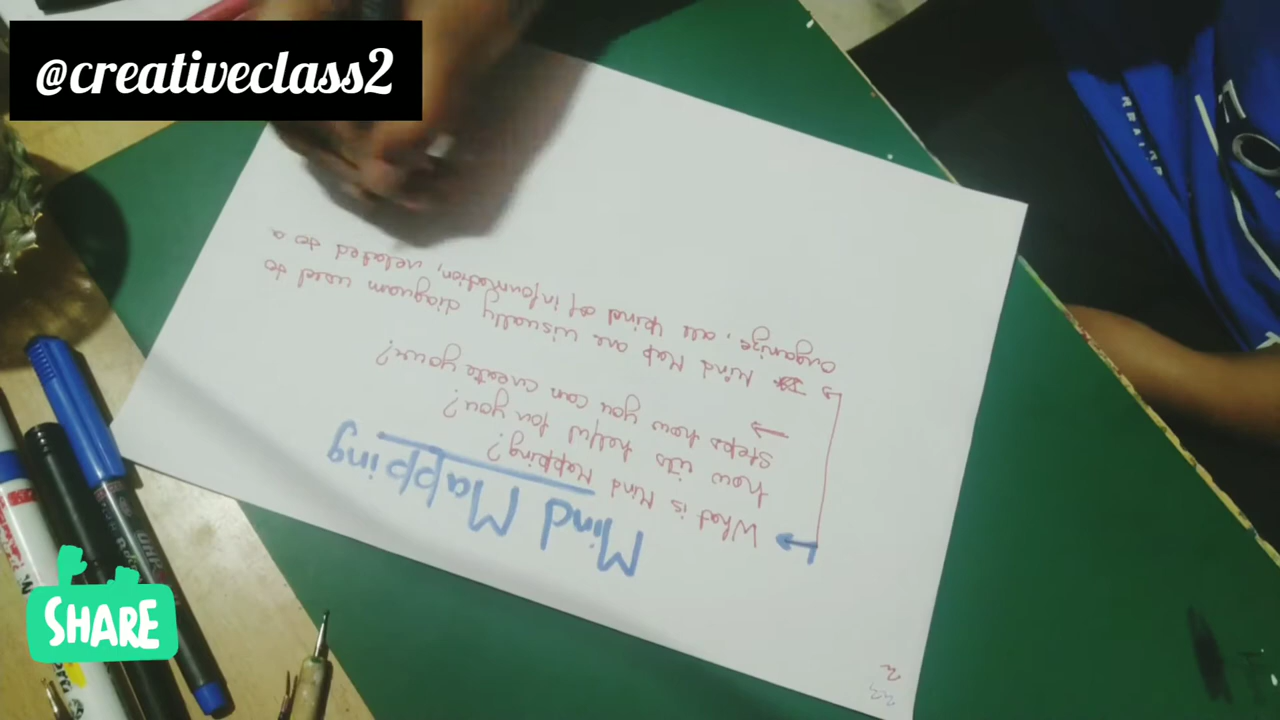 @creativeclass2
Mind Mapping
What is Mind Mapping?
how its helful for you?
Steps how you can create your?
Mind Map are visually diagram used to
organize, all kind of information, related to a
SHARE